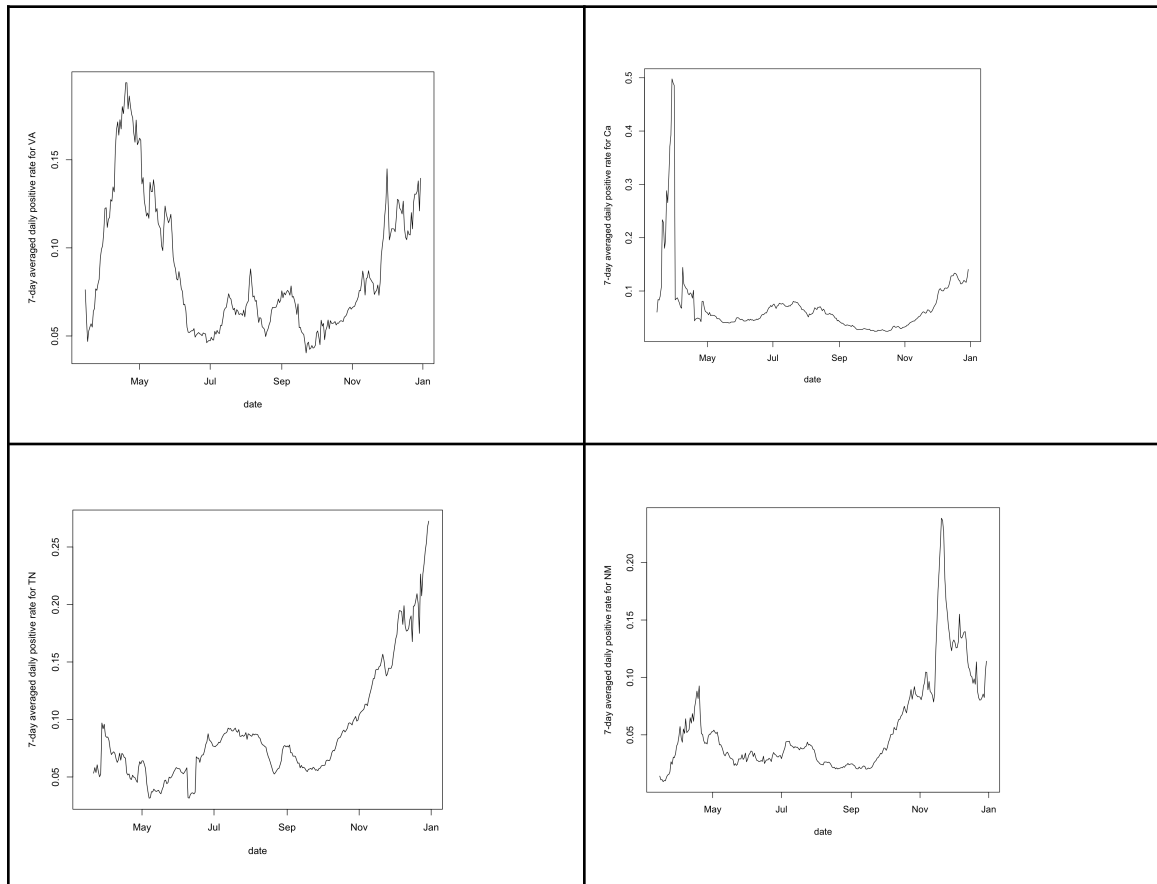 7-day averaged daily positive rate for VA
0.15
0.10
0.05
May Jul Sep Nov Jan
date
7-day averaged daily positive rate for Ca
0.5
0.4
0.3
0.2
0.1
May Jul Sep Nov Jan
date
7-day averaged daily positive rate for TN
0.25
0.20
0.15
0.10
0.05
May Jul Sep Nov Jan
date
7-day averaged daily positive rate for NM
0.20
0.15
0.10
0.05
May Jul Sep Nov Jan
date